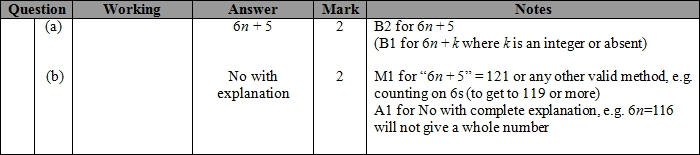 Question Working Answer Mark Notes
(a) 6n + 5 2 B2 for 6n + 5
(B1 for 6n + k where k is an integer or absent)
(b) No with explanation 2 M1 for “6n + 5” = 121 or any other valid method, e.g.
counting on 6s (to get to 119 or more)
A1 for No with complete explanation, e.g. 6n=116
will not give a whole number